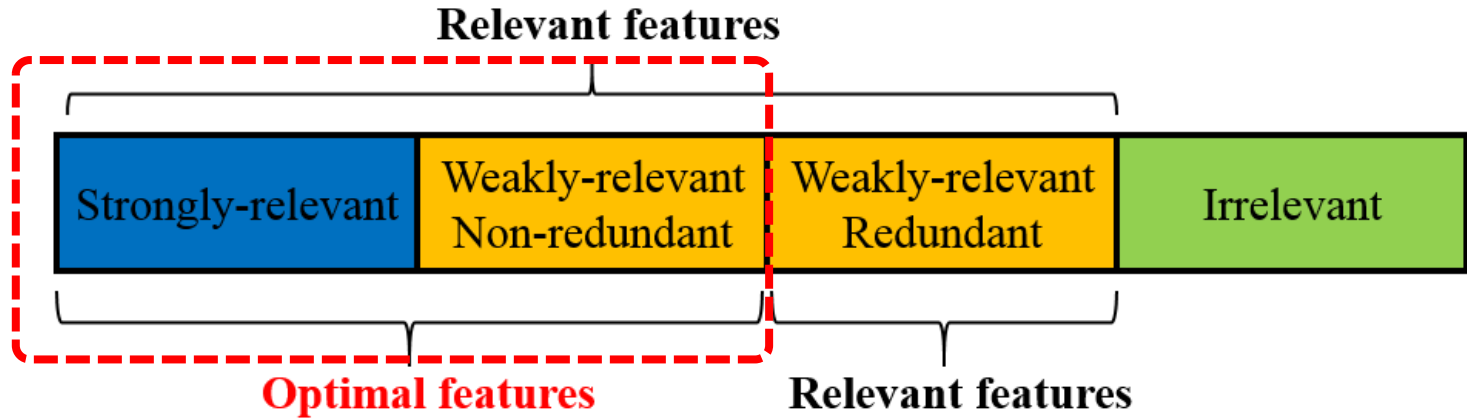 Relevant features
Strongly-relevant
Weakly-relevant
Non-redundant
Weakly-relevant
Redundant
Irrelevant
Optimal features
Relevant features